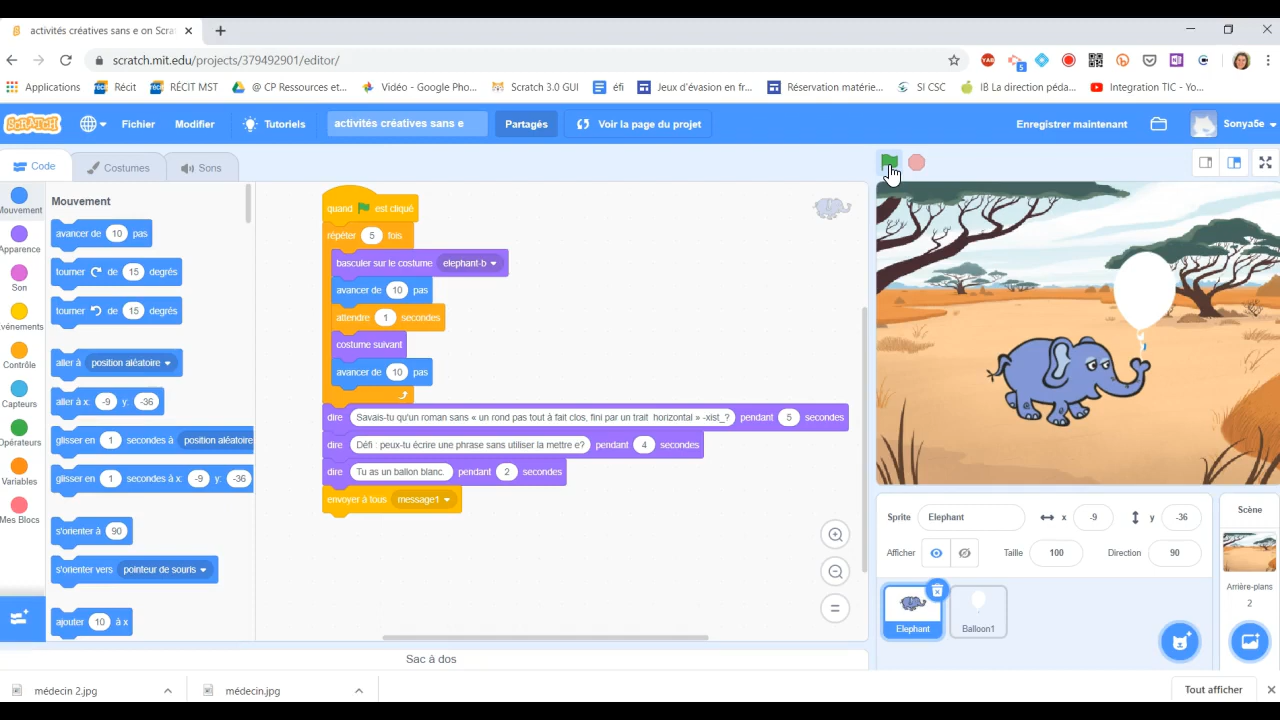 activités créatives sans e on Scra
scratch.mit.edu/projects/379492901/editor/
Applications Récit RÉCIT MST @ CP Ressources et... Vidéo - Google Pho... Scratch 3.0 GUI éfi Jeux d'évasion en fr... Réservation matérie... SI CSC IB La direction péda... Integration TIC - Yo...
SCRATCH Fichier Modifier Tutoriels activités créatives sans e Partagés Voir la page du projet Enregistrer maintenant Sonya5e
Code Costumes Sons
Mouvement
Apparence
Son
Événements
Contrôle
Capteurs
Opérateurs
Variables
Mes Blocs
Mouvement
avancer de 10 pas
tourner de 15 degrés
tourner de 15 degrés
aller à position aléatoire
aller à x: -9 y: -36
glisser en 1 secondes à position aléatoire
glisser en 1 secondes à x: -9 y: -36
s'orienter à 90
s'orienter vers pointeur de souris
ajouter 10 à x
quand est cliqué
répéter 5 fois
basculer sur le costume elephant-b
avancer de 10 pas
attendre 1 secondes
costume suivant
avancer de 10 pas
dire Savais-tu qu'un roman sans « un rond pas tout à fait clos, fini par un trait horizontal » -xist_? pendant 5 secondes
dire Défi : peux-tu écrire une phrase sans utiliser la mettre e? pendant 4 secondes
dire Tu as un ballon blanc. pendant 2 secondes
envoyer à tous message1
Sprite Elephant x -9 y -36
Afficher Taille 100 Direction 90
Elephant
Balloon1
Scène
Arrière-plans
2
Sac à dos
médecin 2.jpg médecin.jpg Tout afficher